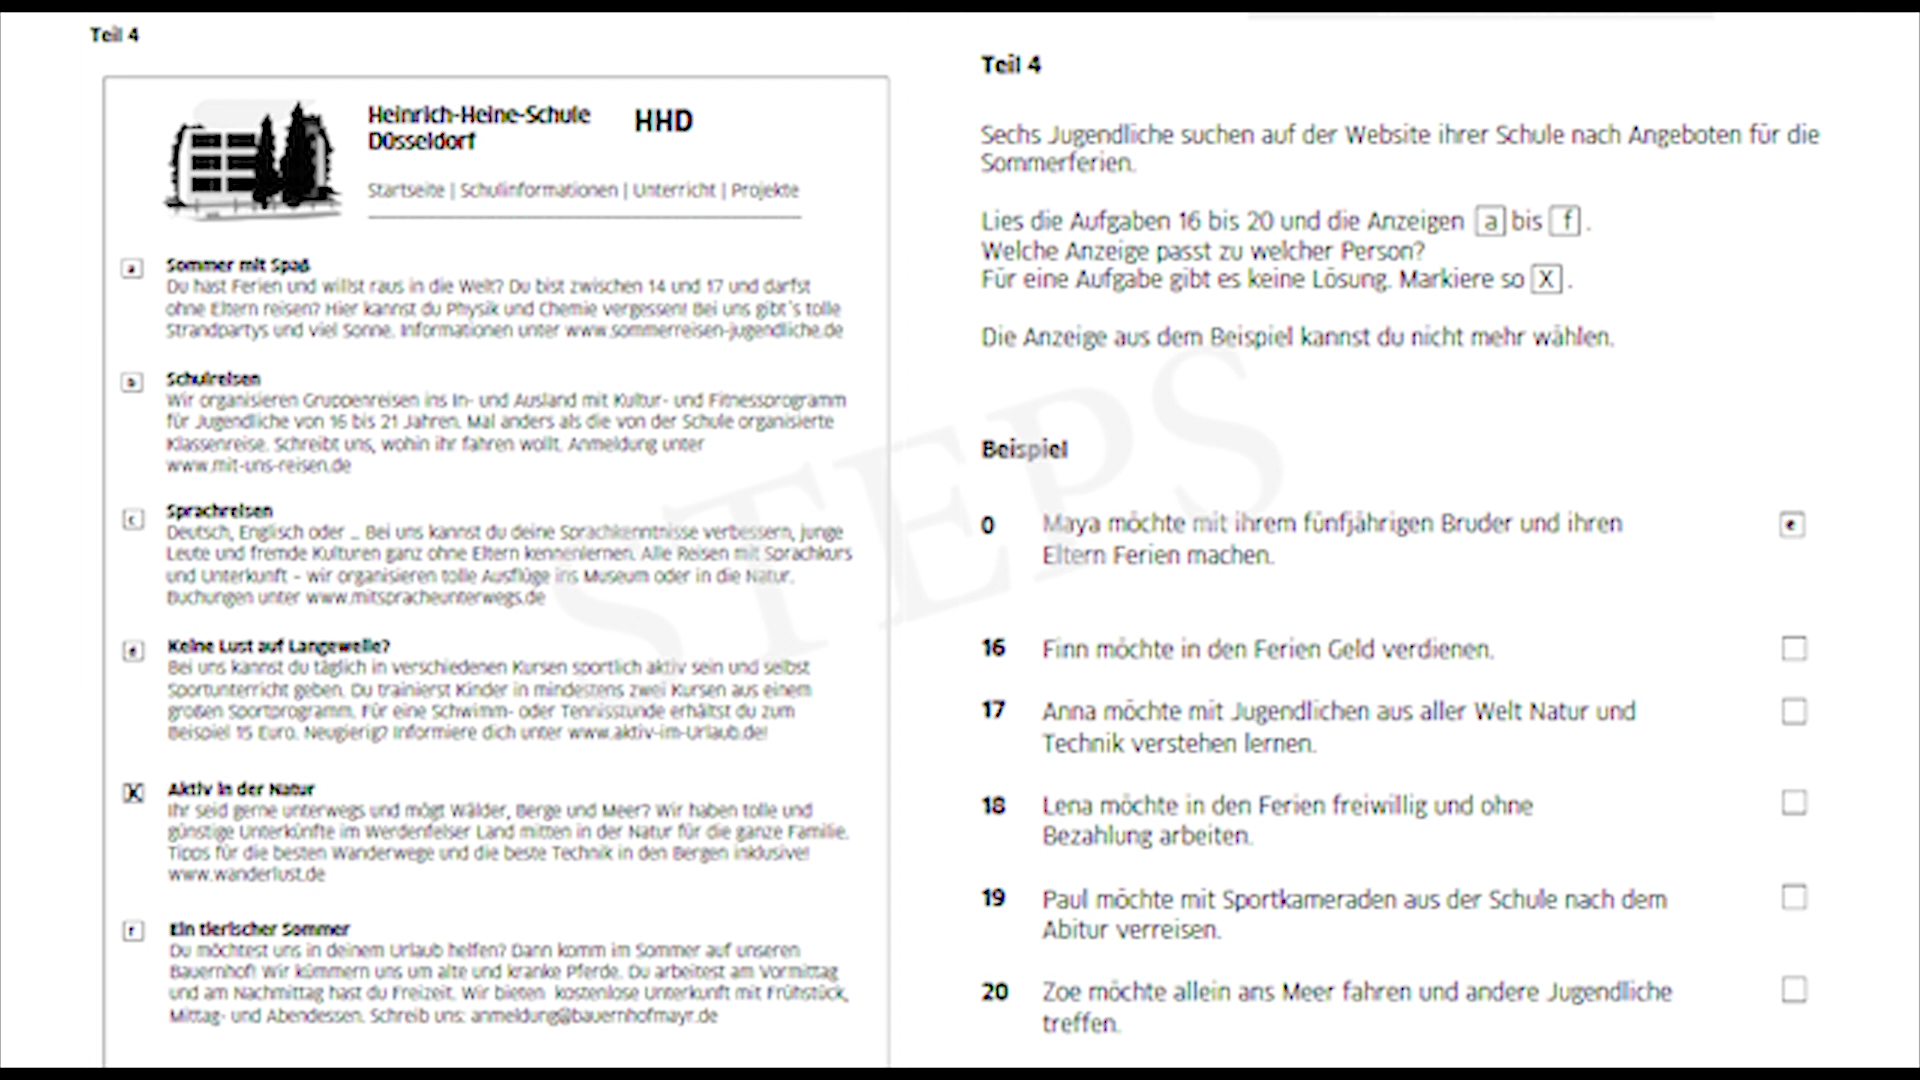 Teil 4
Heinrich-Heine-Schule
Düsseldorf
HHD
Startseite | Schulinformationen | Unterricht | Projekte
a
Sommer mit Spaß
Du hast Ferien und willst raus in die Welt? Du bist zwischen 14 und 17 und darfst
ohne Eltern reisen? Hier kannst du Physik und Chemie vergessen! Bei uns gibt´s tolle
Strandpartys und viel Sonne. Informationen unter www.sommerreisen-jugendliche.de
b
Schulreisen
Wir organisieren Gruppenreisen ins In- und Ausland mit Kultur- und Fitnessprogramm
für Jugendliche von 16 bis 21 Jahren. Mal anders als die von der Schule organisierte
Klassenreise. Schreibt uns, wohin ihr fahren wollt. Anmeldung unter
www.mit-uns-reisen.de
c
Sprachreisen
Deutsch, Englisch oder ... Bei uns kannst du deine Sprachkenntnisse verbessern, junge
Leute und fremde Kulturen ganz ohne Eltern kennenlernen. Alle Reisen mit Sprachkurs
und Unterkunft – wir organisieren tolle Ausflüge ins Museum oder in die Natur.
Buchungen unter www.mitspracheunterwegs.de
d
Keine Lust auf Langeweile?
Bei uns kannst du täglich in verschiedenen Kursen sportlich aktiv sein und selbst
Sportunterricht geben. Du trainierst Kinder in mindestens zwei Kursen aus einem
großen Sportprogramm. Für eine Schwimm- oder Tennisstunde erhältst du zum
Beispiel 15 Euro. Neugierig? Informiere dich unter www.aktiv-im-Urlaub.de!
X
Aktiv in der Natur
Ihr seid gerne unterwegs und mögt Wälder, Berge und Meer? Wir haben tolle und
günstige Unterkünfte im Werdenfelser Land mitten in der Natur für die ganze Familie.
Tipps für die besten Wanderwege und die beste Technik in den Bergen inklusive!
www.wanderlust.de
f
Ein tierischer Sommer
Du möchtest uns in deinem Urlaub helfen? Dann komm im Sommer auf unseren
Bauernhof! Wir kümmern uns um alte und kranke Pferde. Du arbeitest am Vormittag
und am Nachmittag hast du Freizeit. Wir bieten kostenlose Unterkunft mit Frühstück,
Mittag- und Abendessen. Schreib uns: anmeldung@bauernhofmayr.de
Teil 4
Sechs Jugendliche suchen auf der Website ihrer Schule nach Angeboten für die
Sommerferien.
Lies die Aufgaben 16 bis 20 und die Anzeigen a bis f.
Welche Anzeige passt zu welcher Person?
Für eine Aufgabe gibt es keine Lösung. Markiere so X.
Die Anzeige aus dem Beispiel kannst du nicht mehr wählen.
Beispiel
0 Maya möchte mit ihrem fünfjährigen Bruder und ihren e
Eltern Ferien machen.
16 Finn möchte in den Ferien Geld verdienen.
17 Anna möchte mit Jugendlichen aus aller Welt Natur und
Technik verstehen lernen.
18 Lena möchte in den Ferien freiwillig und ohne
Bezahlung arbeiten.
19 Paul möchte mit Sportkameraden aus der Schule nach dem
Abitur verreisen.
20 Zoe möchte allein ans Meer fahren und andere Jugendliche
treffen.
STEPS